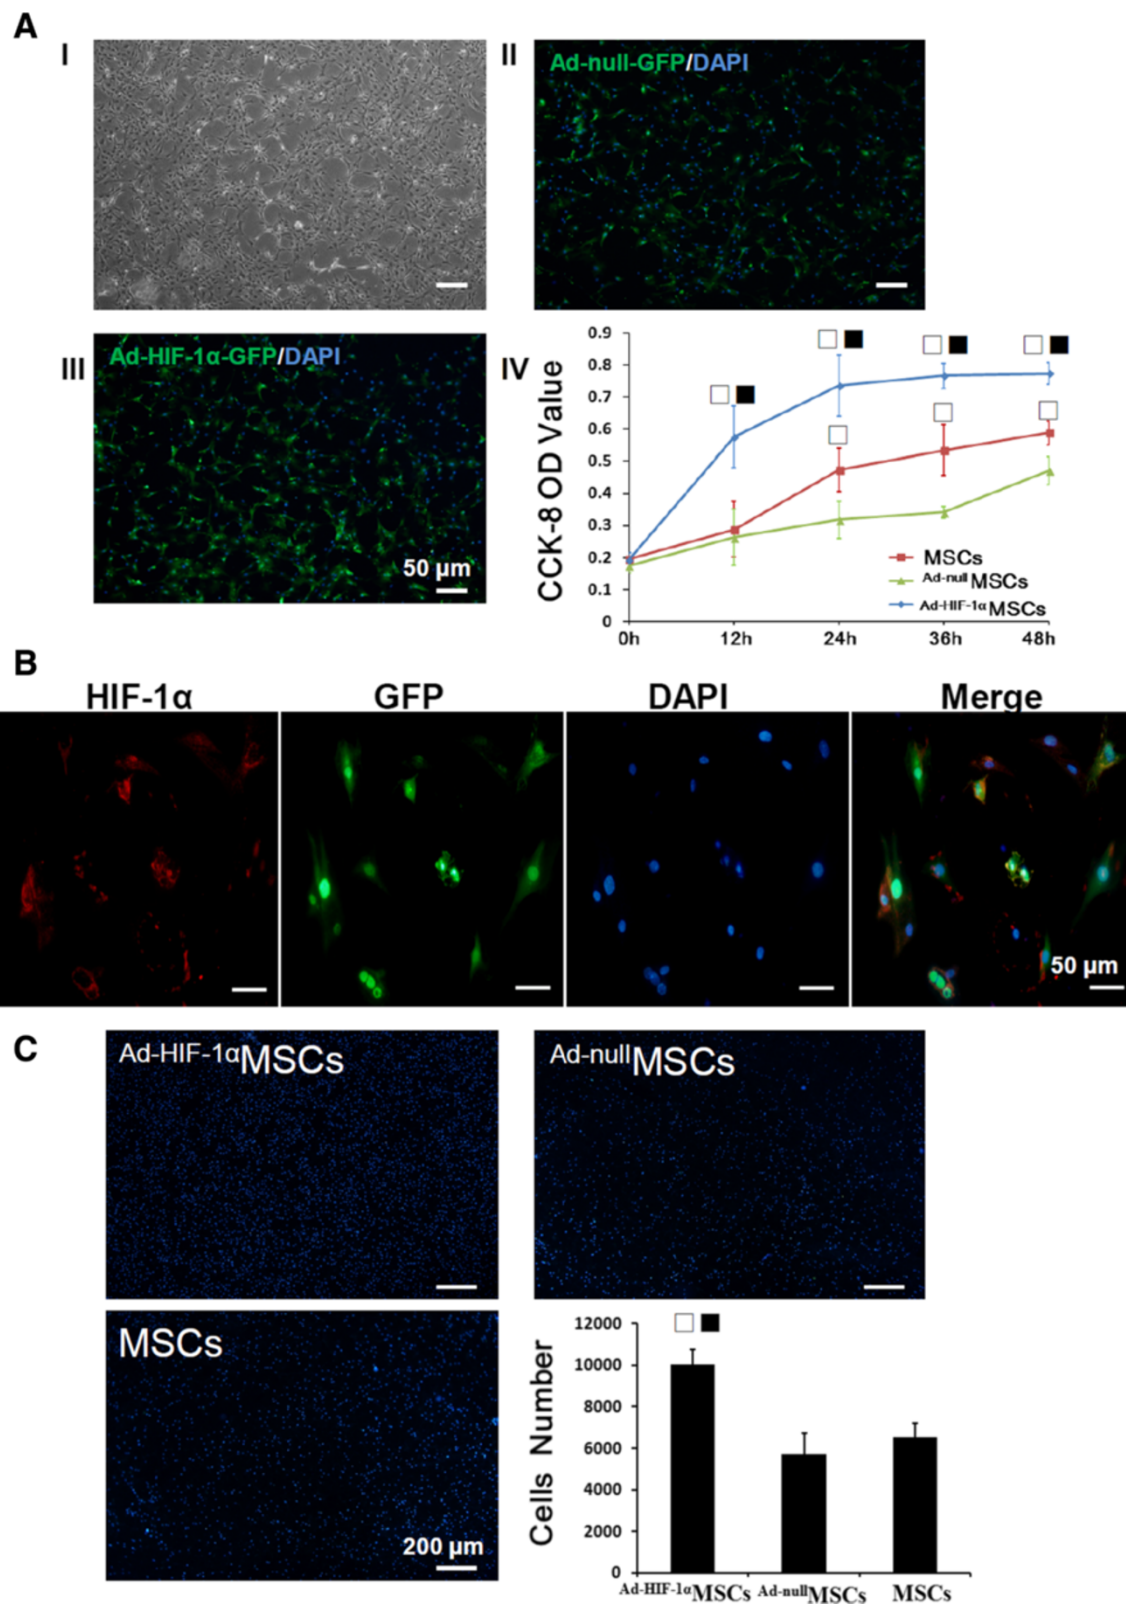 A
I
II
Ad-null-GFP/DAPI
III
Ad-HIF-1α-GFP/DAPI
50 µm
IV
CCK-8 OD Value
0.9
0.8
0.7
0.6
0.5
0.4
0.3
0.2
0.1
0
0h 12h 24h 36h 48h
MSCs
Ad-null MSCs
Ad-HIF-1α MSCs
B
HIF-1α GFP DAPI Merge
50 µm
C
Ad-HIF-1α MSCs
Ad-null MSCs
MSCs
200 µm
Cells Number
12000
10000
8000
6000
4000
2000
0
Ad-HIF-1α MSCs Ad-null MSCs MSCs